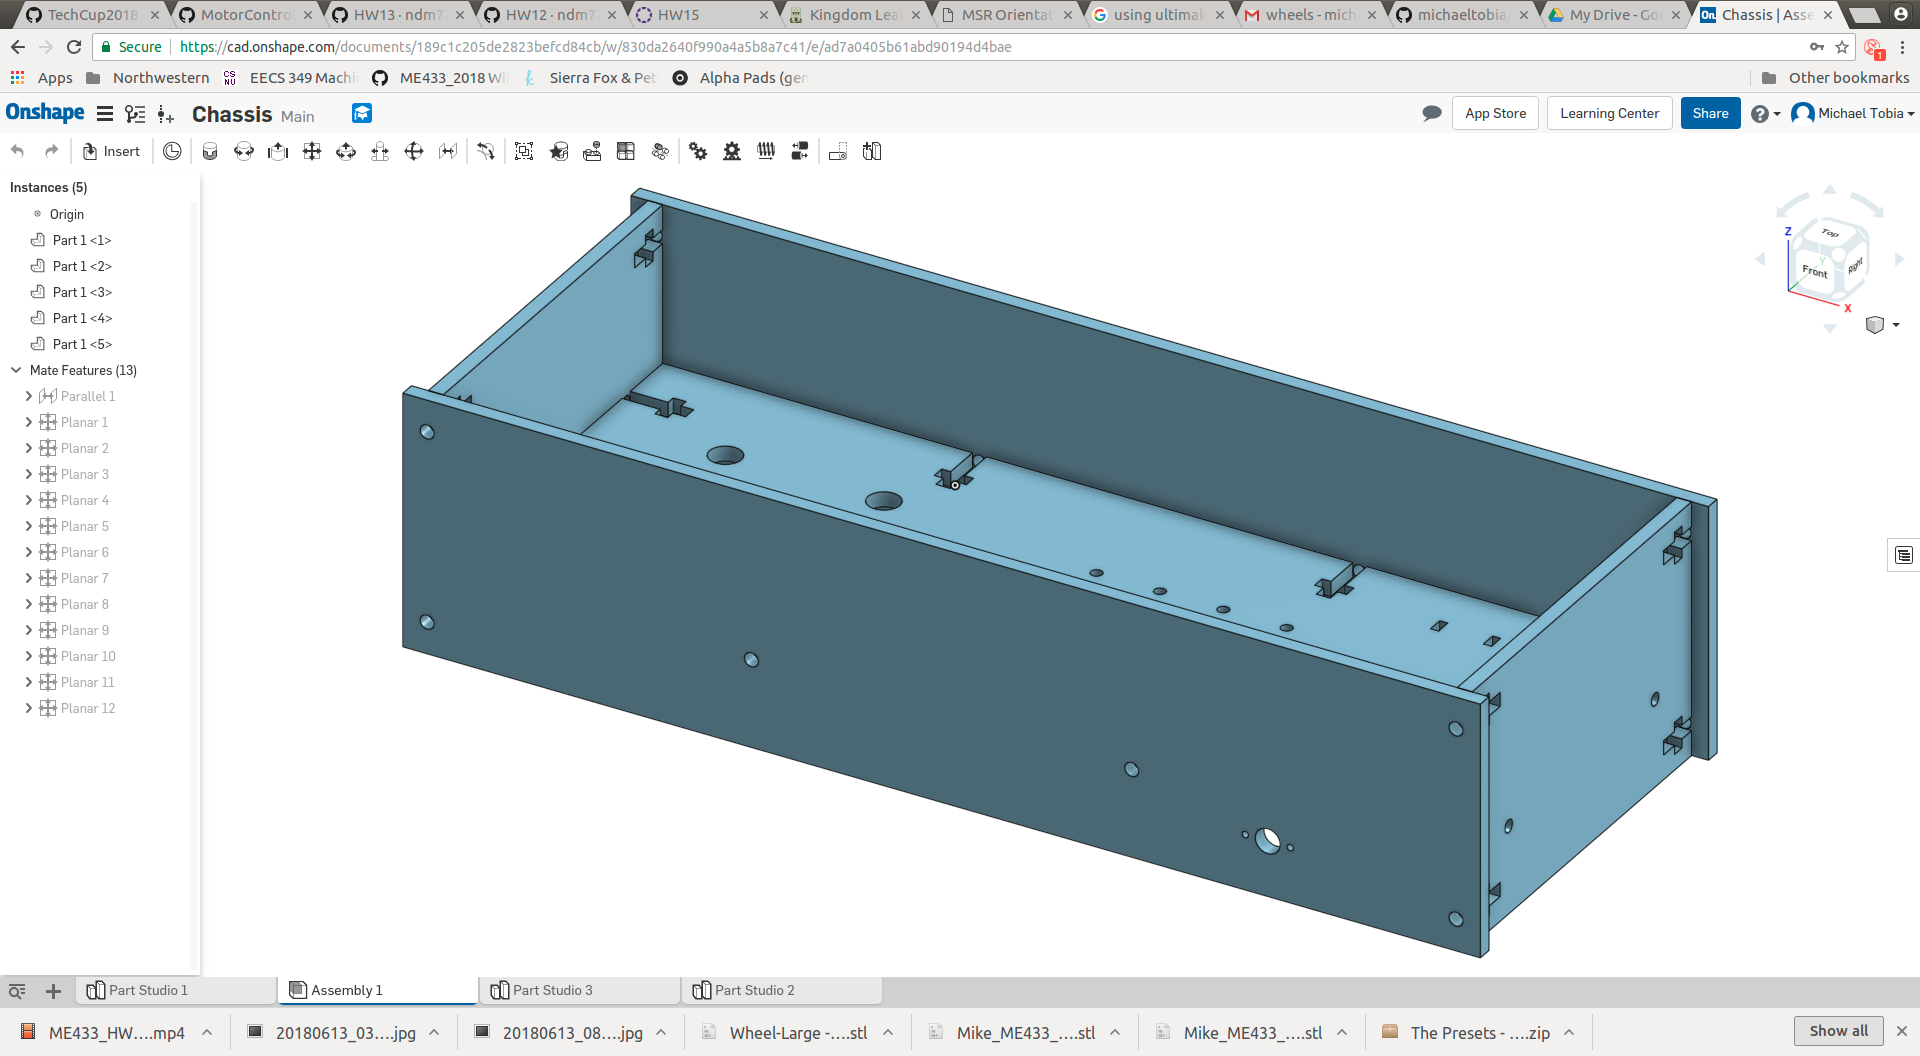 TechCup2018
MotorContro
HW13 · ndm7
HW12 · ndm7
HW15
Kingdom Lea
MSR Orientat
using ultimak
wheels - mich
michaeltobia
My Drive - Go
Chassis | Asse
Secure https://cad.onshape.com/documents/189c1c205de2823befcd84cb/w/830da2640f990a4a5b8a7c41/e/ad7a0405b61abd90194d4bae
1
Apps Northwestern EECS 349 Machi ME433_2018 Wi Sierra Fox & Pet Alpha Pads (gen Other bookmarks
Onshape Chassis Main App Store Learning Center Share Michael Tobia
Insert
Instances (5)
Origin
Part 1 <1>
Part 1 <2>
Part 1 <3>
Part 1 <4>
Part 1 <5>
Mate Features (13)
Parallel 1
Planar 1
Planar 2
Planar 3
Planar 4
Planar 5
Planar 6
Planar 7
Planar 8
Planar 9
Planar 10
Planar 11
Planar 12
Z
Top
Y
Front
Right
X
Part Studio 1
Assembly 1
Part Studio 3
Part Studio 2
ME433_HW....mp4
20180613_03....jpg
20180613_08....jpg
Wheel-Large -....stl
Mike_ME433_....stl
Mike_ME433_....stl
The Presets - ....zip
Show all